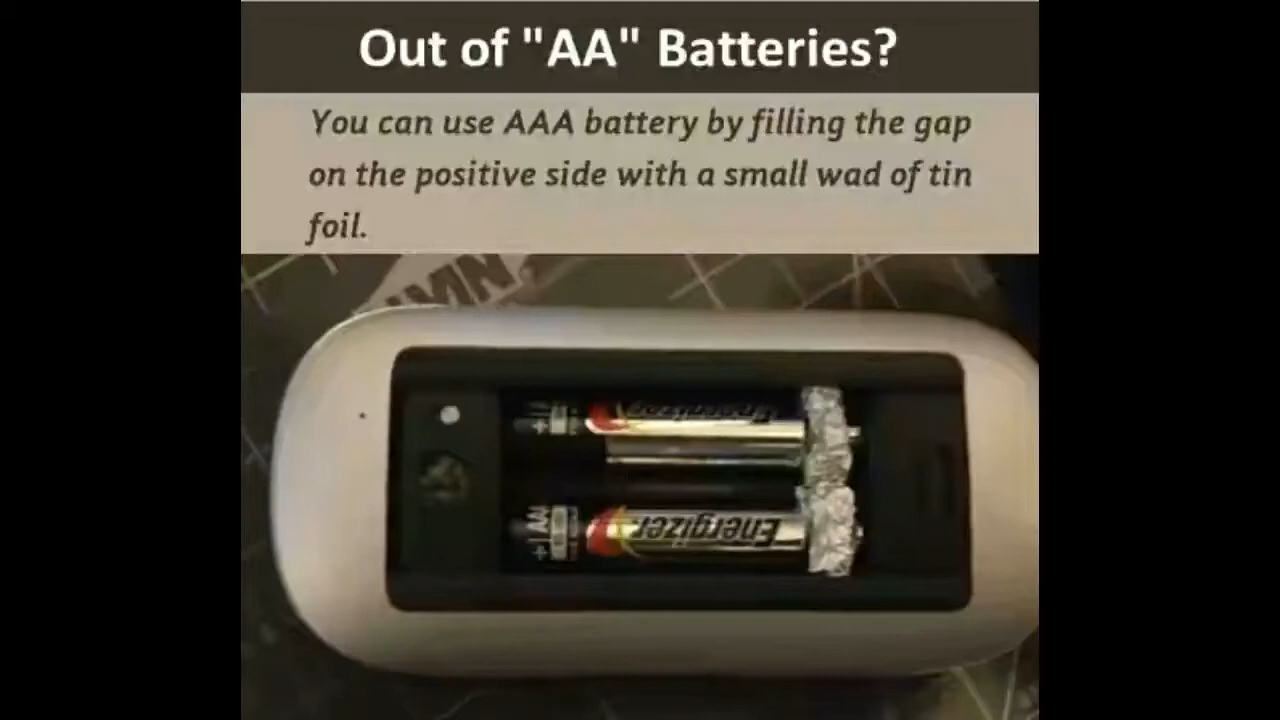 Out of "AA" Batteries?
You can use AAA battery by filling the gap
on the positive side with a small wad of tin
foil.
Energizer
Energizer